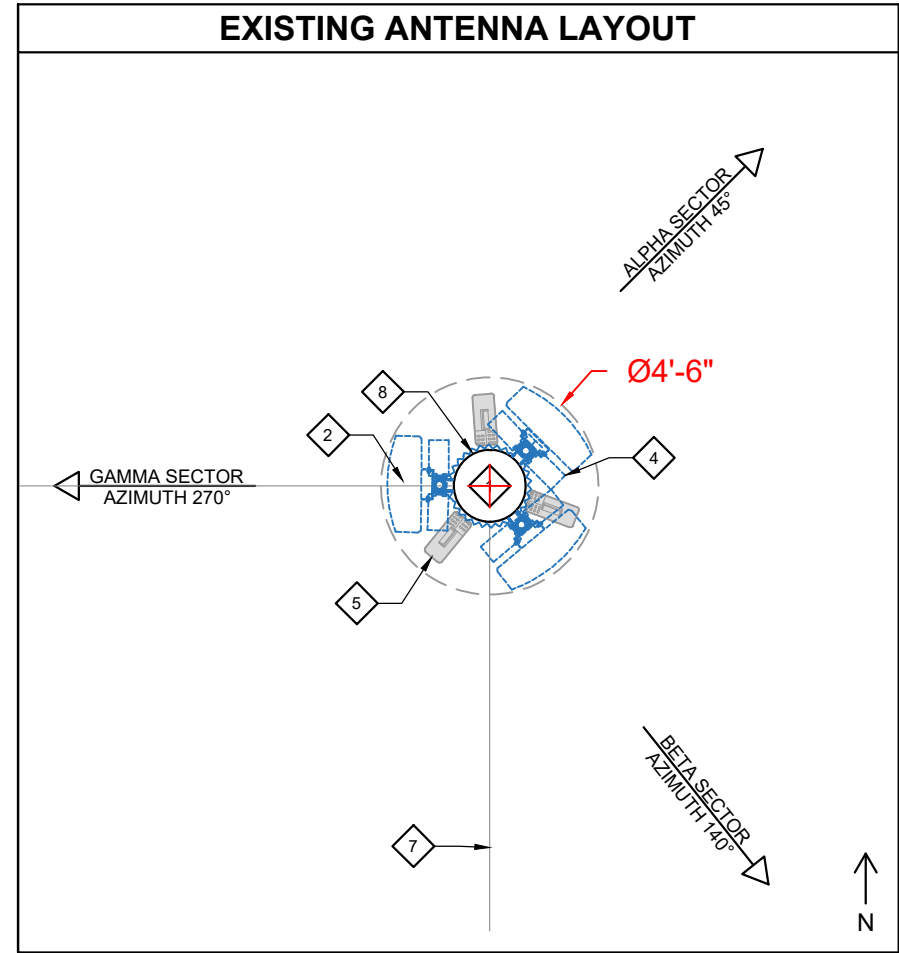 EXISTING ANTENNA LAYOUT
ALPHA SECTOR
AZIMUTH 45°
Ø4'-6"
8
2
4
GAMMA SECTOR
AZIMUTH 270°
5
BETA SECTOR
AZIMUTH 140°
7
N